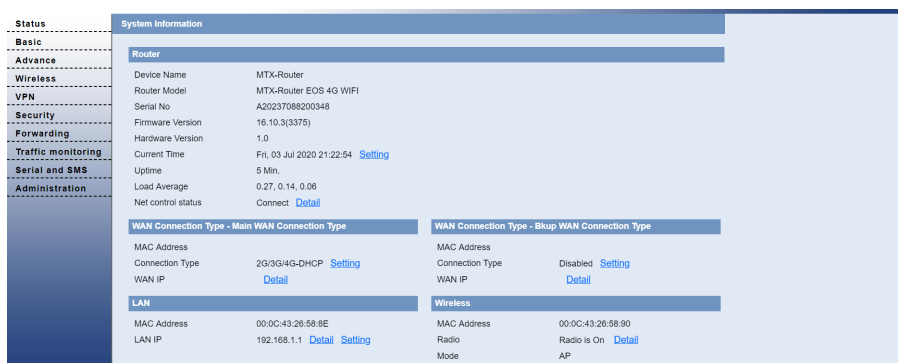 Status
Basic
Advance
Wireless
VPN
Security
Forwarding
Traffic monitoring
Serial and SMS
Administration
System Information
Router
Device Name MTX-Router
Router Model MTX-Router EOS 4G WIFI
Serial No A20237088200348
Firmware Version 16.10.3(3375)
Hardware Version 1.0
Current Time Fri, 03 Jul 2020 21:22:54 Setting
Uptime 5 Min.
Load Average 0.27, 0.14, 0.06
Net control status Connect Detail
WAN Connection Type - Main WAN Connection Type
MAC Address
Connection Type 2G/3G/4G-DHCP Setting
WAN IP Detail
WAN Connection Type - Bkup WAN Connection Type
MAC Address
Connection Type Disabled Setting
WAN IP Detail
LAN
MAC Address 00:0C:43:26:58:8E
LAN IP 192.168.1.1 Detail Setting
Wireless
MAC Address 00:0C:43:26:58:90
Radio Radio is On Detail
Mode AP